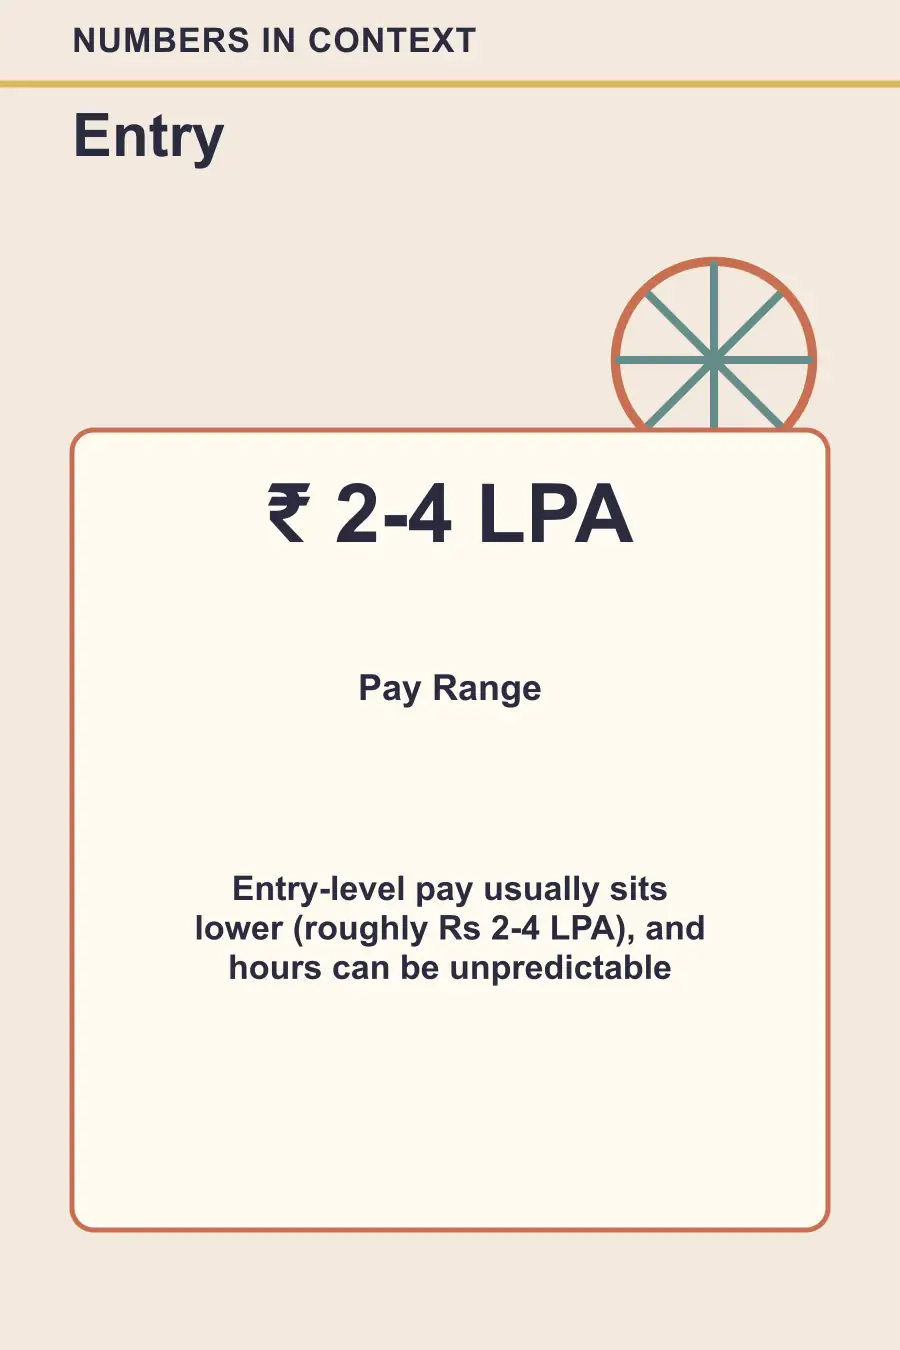 NUMBERS IN CONTEXT
Entry
₹ 2-4 LPA
Pay Range
Entry-level pay usually sits
lower (roughly Rs 2-4 LPA), and
hours can be unpredictable